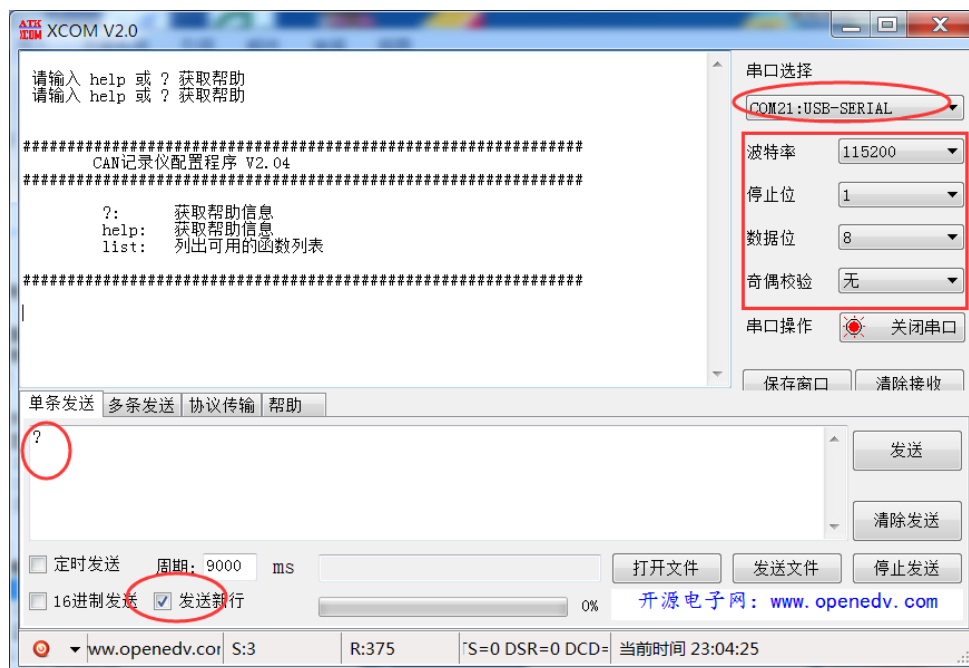 ATK XCOM XCOM V2.0
请输入 help 或 ? 获取帮助
请输入 help 或 ? 获取帮助
##################################################################
CAN记录仪配置程序 V2.04
##################################################################
?: 获取帮助信息
help: 获取帮助信息
list: 列出可用的函数列表
##################################################################
串口选择
COM21:USB-SERIAL
波特率 115200
停止位 1
数据位 8
奇偶校验 无
串口操作 关闭串口
保存窗口 清除接收
单条发送 多条发送 协议传输 帮助
?
发送
清除发送
定时发送 周期: 9000 ms 打开文件 发送文件 停止发送
16进制发送 发送新行 0% 开源电子网: www.openedv.com
ww.openedv.cor S:3 R:375 TS=0 DSR=0 DCD= 当前时间 23:04:25